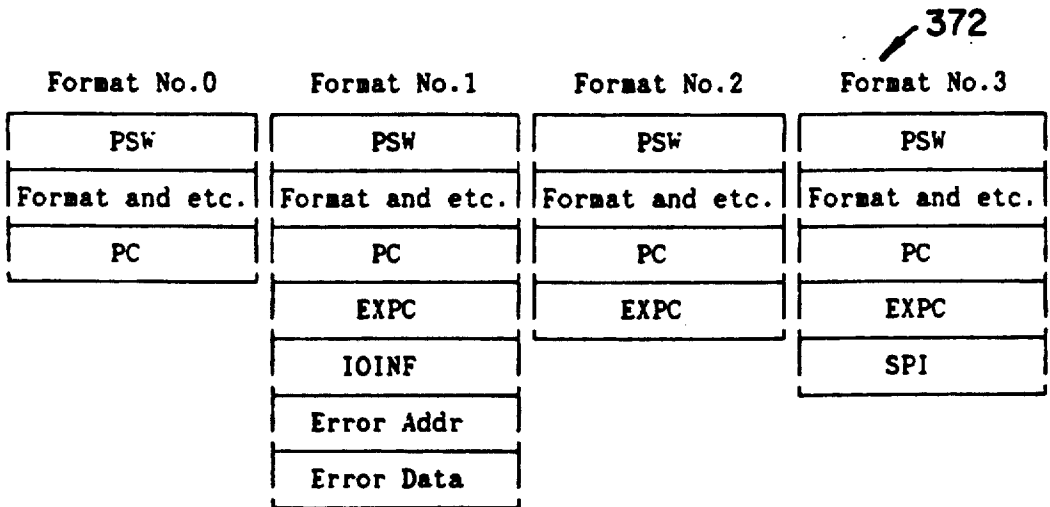 372
Format No.0 Format No.1 Format No.2 Format No.3
PSW PSW PSW PSW
Format and etc. Format and etc. Format and etc. Format and etc.
PC PC PC PC
EXPC EXPC EXPC
IOINF SPI
Error Addr
Error Data